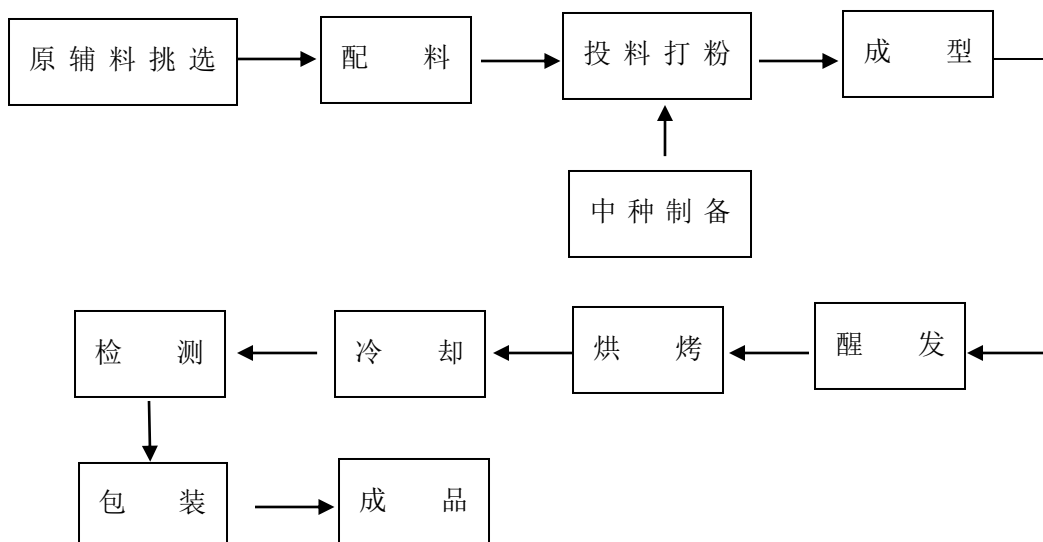 原辅料挑选
配料
投料打粉
成型
中种制备
检测
冷却
烘烤
醒发
包装
成品